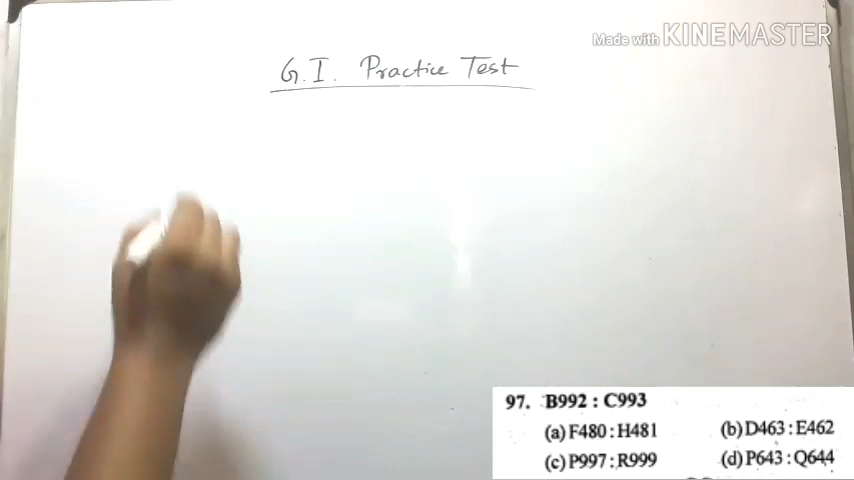 Made with KINEMASTER
G.I. Practice Test
97. B992 : C993
(a) F480 : H481 (b) D463 : E462
(c) P997 : R999 (d) P643 : Q644